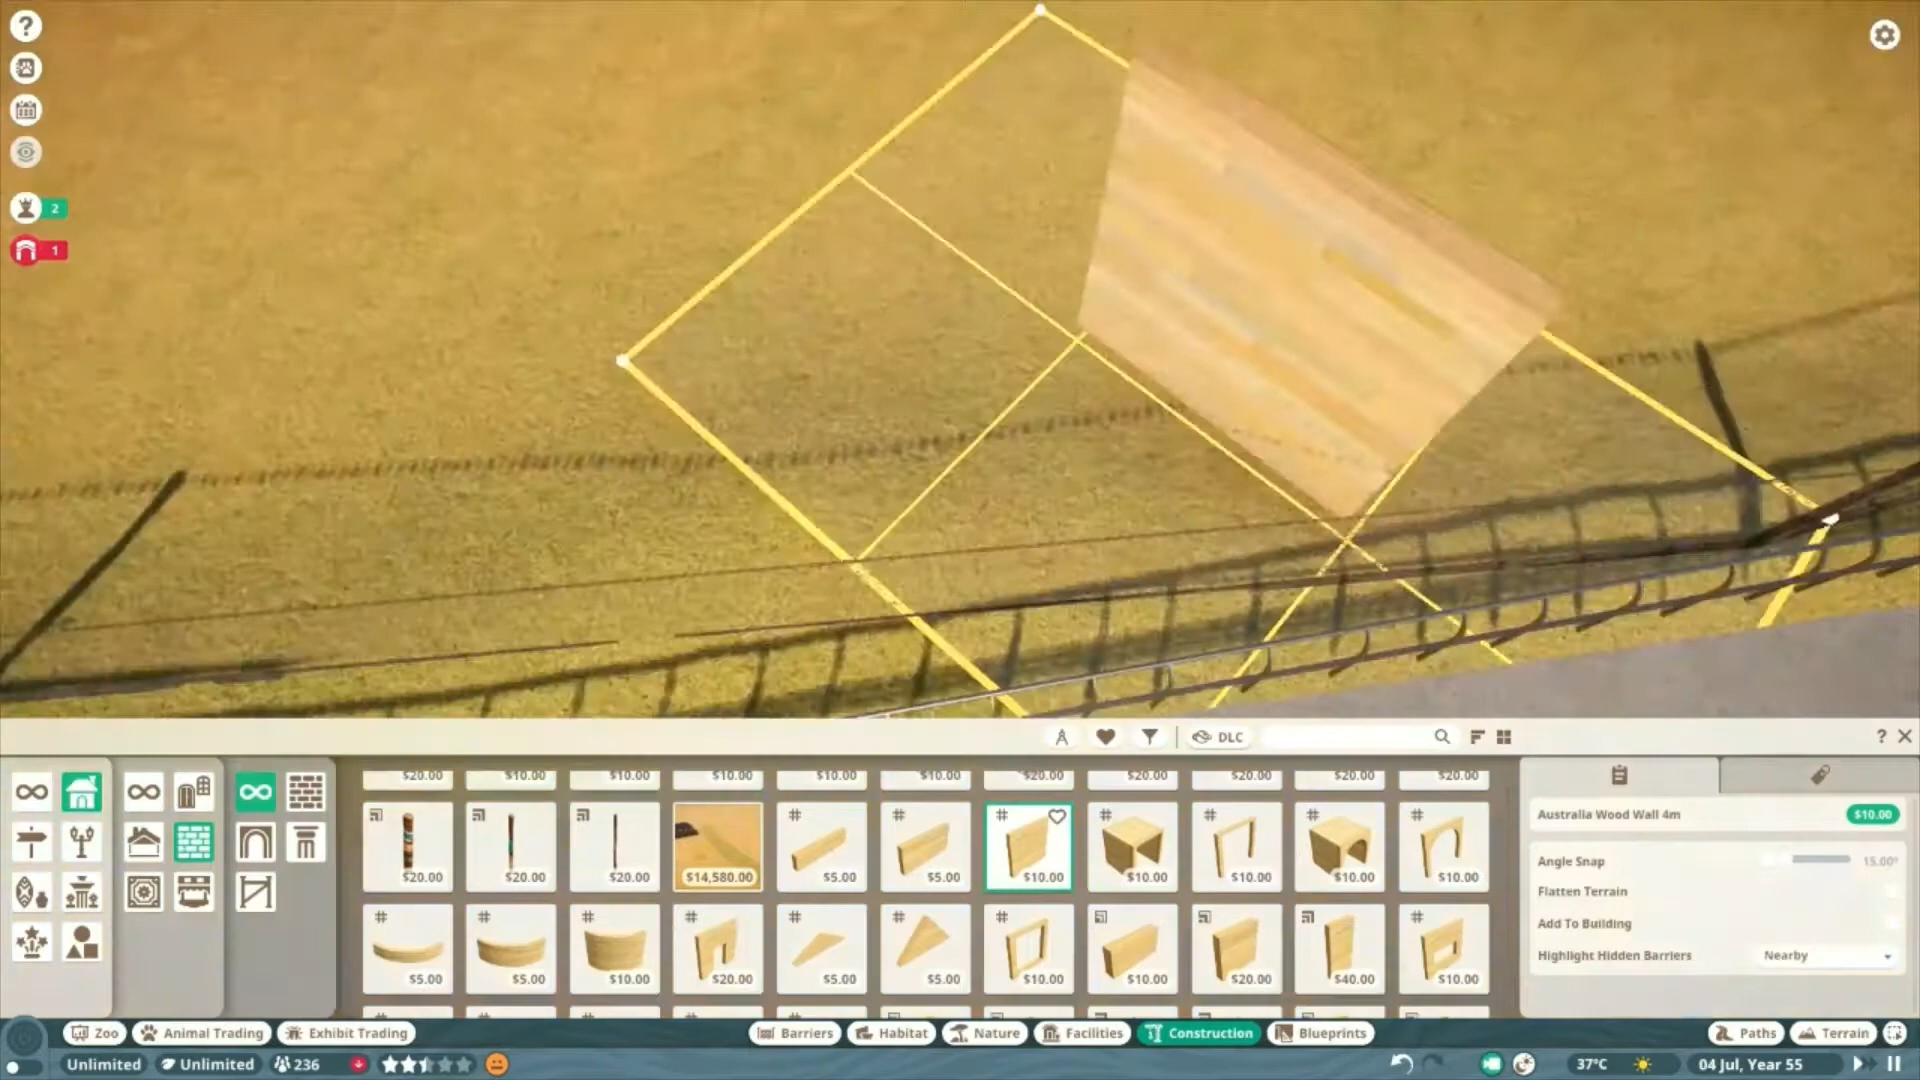 ?
2
1
DLC
?
$20.00 $10.00 $10.00 $10.00 $10.00 $10.00 $20.00 $20.00 $20.00 $20.00 $20.00
$20.00 $20.00 $20.00 $14,580.00 $5.00 $5.00 $10.00 $10.00 $10.00 $10.00 $10.00
$5.00 $5.00 $10.00 $20.00 $5.00 $5.00 $10.00 $10.00 $20.00 $40.00 $10.00
Australia Wood Wall 4m $10.00
Angle Snap 15.00°
Flatten Terrain
Add To Building
Highlight Hidden Barriers Nearby
Zoo Animal Trading Exhibit Trading Barriers Habitat Nature Facilities Construction Blueprints Paths Terrain
Unlimited Unlimited 236 37°C 04 Jul, Year 55